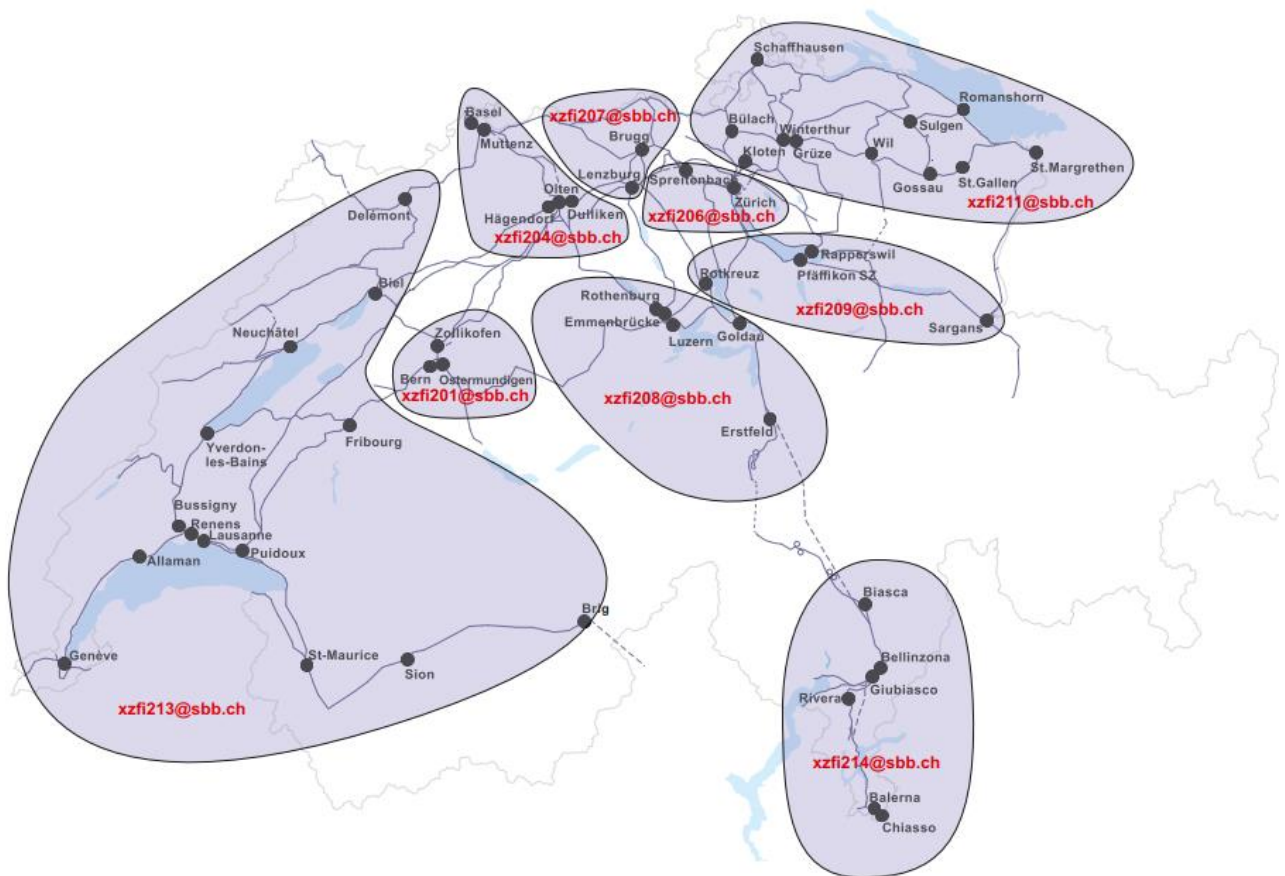 Schaffhausen
Romanshorn
Basel
xzfi207@sbb.ch
Bülach
Winterthur
Sulgen
Muttenz
Brugg
Kloten
Grüze
Wil
St.Margrethen
Lenzburg
Spreitenbach
Gossau
St.Gallen
Olten
Zürich
Delémont
Hägendorf
Dulliken
xzfi206@sbb.ch
xzfi211@sbb.ch
xzfi204@sbb.ch
Rapperswil
Rotkreuz
Pfäffikon SZ
Biel
Rothenburg
xzfi209@sbb.ch
Neuchâtel
Zollikofen
Emmenbrücke
Sargans
Luzern
Goldau
Bern
Ostermundigen
xzfi201@sbb.ch
xzfi208@sbb.ch
Erstfeld
Yverdon-
les-Bains
Fribourg
Bussigny
Renens
Lausanne
Puidoux
Allaman
Biasca
Brig
Genève
St-Maurice
Sion
Bellinzona
Giubiasco
Rivera
xzfi213@sbb.ch
xzfi214@sbb.ch
Balerna
Chiasso